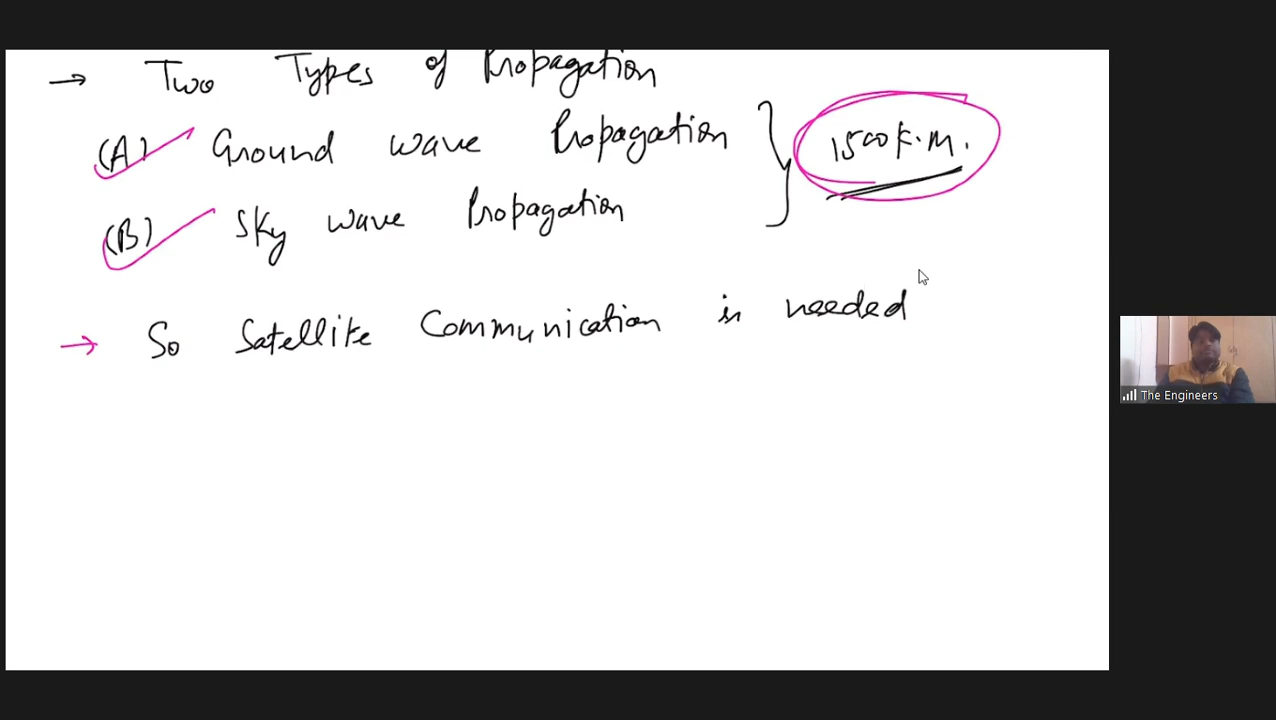 → Two Types of Propagation
(A) Ground wave Propagation } 1500 K.M.
(B) Sky wave Propagation
→ So Satellite Communication is needed
The Engineers